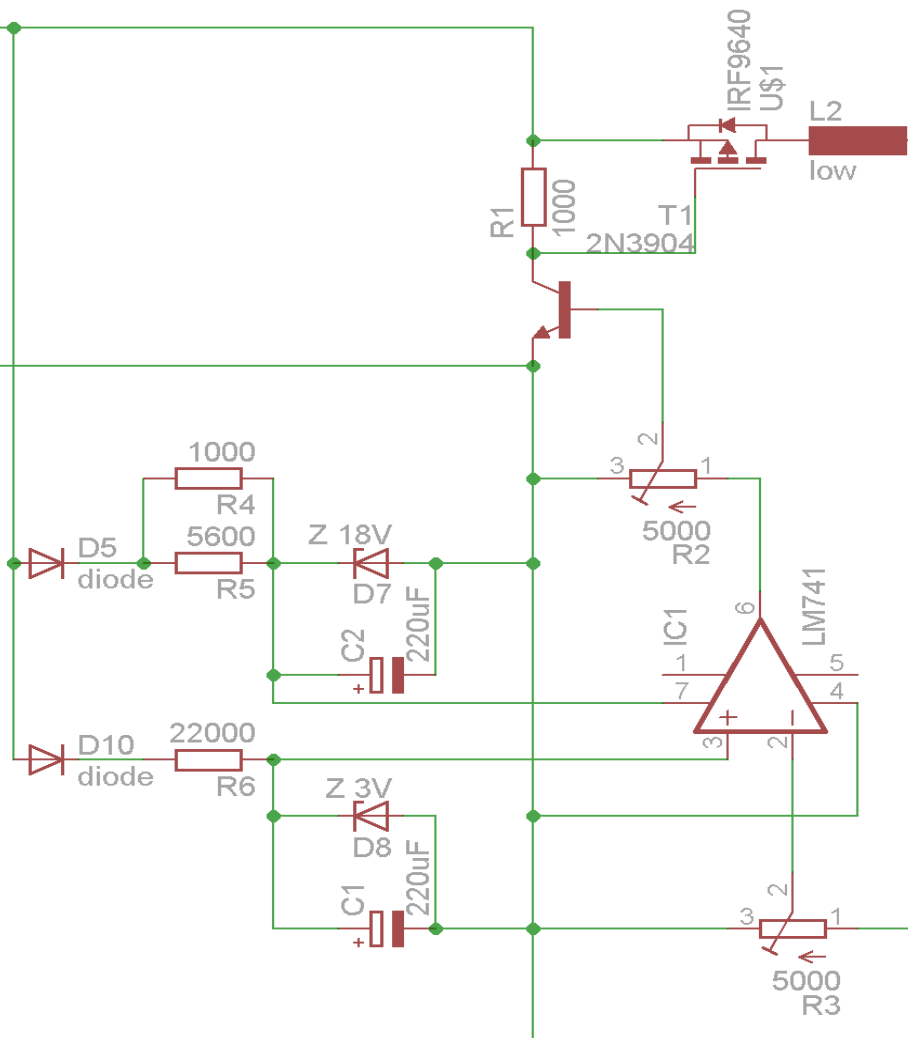 IRF9640
U$1
L2
low
R1
1000
T1
2N3904
2
3
1
5000
R2
1000
R4
5600
R5
D5
diode
Z 18V
D7
C2
+
220uF
IC1
LM741
6
1
7
5
4
+
−
3
2
D10
diode
22000
R6
Z 3V
D8
C1
+
220uF
2
3
1
5000
R3